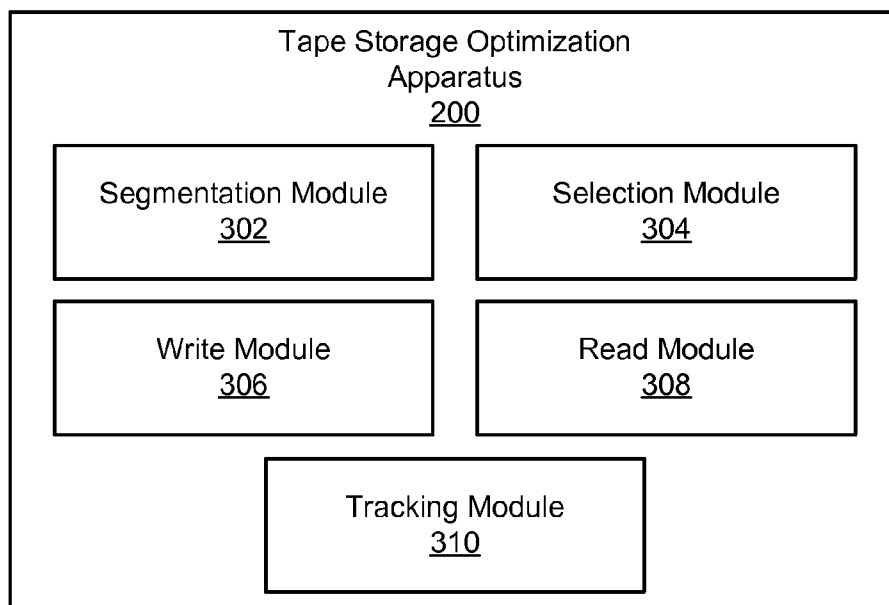 Tape Storage Optimization
Apparatus
200
Segmentation Module
302
Selection Module
304
Write Module
306
Read Module
308
Tracking Module
310